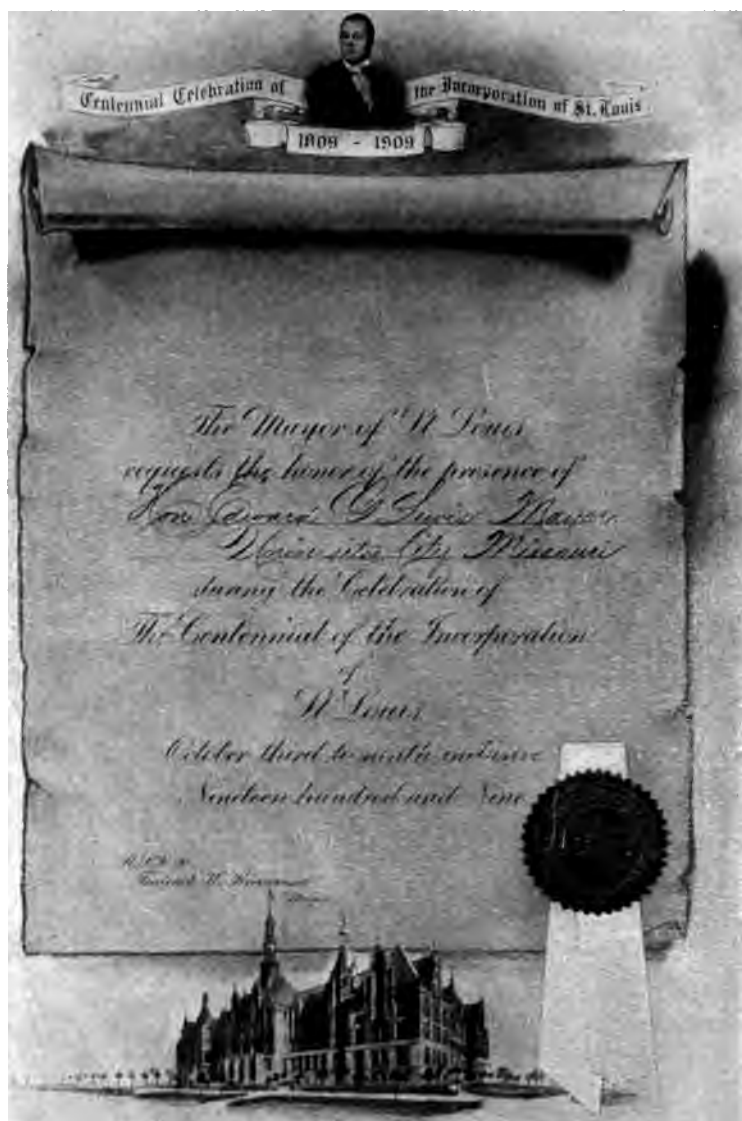 Centennial Celebration of the Incorporation of St. Louis
1809 - 1909
The Mayor of St Louis
requests the honor of the presence of
Hon Edward G Lewis Mayor
University City Missouri
during the Celebration of
The Centennial of the Incorporation
of
St Louis
October third to ninth inclusive
Nineteen hundred and Nine